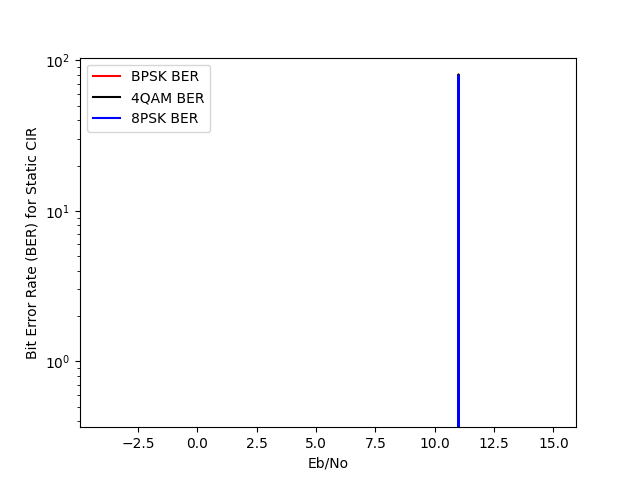 10²
BPSK BER
4QAM BER
8PSK BER
10¹
10⁰
Bit Error Rate (BER) for Static CIR
−2.5 0.0 2.5 5.0 7.5 10.0 12.5 15.0
Eb/No